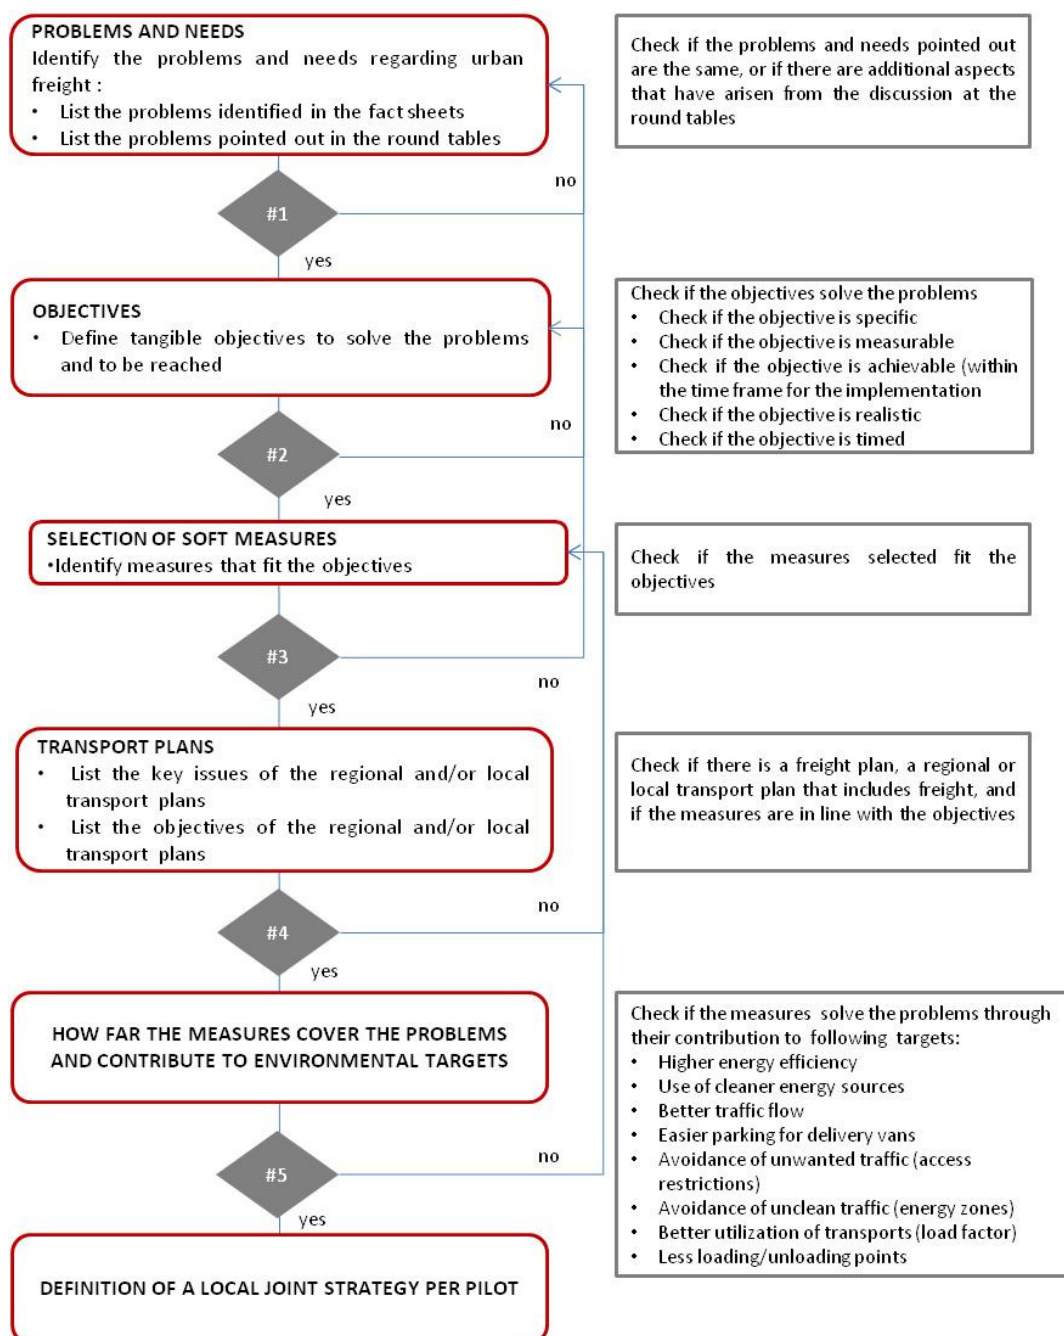 PROBLEMS AND NEEDS
Identify the problems and needs regarding urban
freight :
• List the problems identified in the fact sheets
• List the problems pointed out in the round tables
Check if the problems and needs pointed out
are the same, or if there are additional aspects
that have arisen from the discussion at the
round tables
no
#1
yes
OBJECTIVES
• Define tangible objectives to solve the problems
and to be reached
Check if the objectives solve the problems
• Check if the objective is specific
• Check if the objective is measurable
• Check if the objective is achievable (within
the time frame for the implementation
• Check if the objective is realistic
• Check if the objective is timed
no
#2
yes
SELECTION OF SOFT MEASURES
•Identify measures that fit the objectives
Check if the measures selected fit the
objectives
#3
no
yes
TRANSPORT PLANS
• List the key issues of the regional and/or local
transport plans
• List the objectives of the regional and/or local
transport plans
Check if there is a freight plan, a regional or
local transport plan that includes freight, and
if the measures are in line with the objectives
no
#4
yes
HOW FAR THE MEASURES COVER THE PROBLEMS
AND CONTRIBUTE TO ENVIRONMENTAL TARGETS
Check if the measures solve the problems through
their contribution to following targets:
• Higher energy efficiency
• Use of cleaner energy sources
• Better traffic flow
• Easier parking for delivery vans
• Avoidance of unwanted traffic (access
restrictions)
• Avoidance of unclean traffic (energy zones)
• Better utilization of transports (load factor)
• Less loading/unloading points
no
#5
yes
DEFINITION OF A LOCAL JOINT STRATEGY PER PILOT